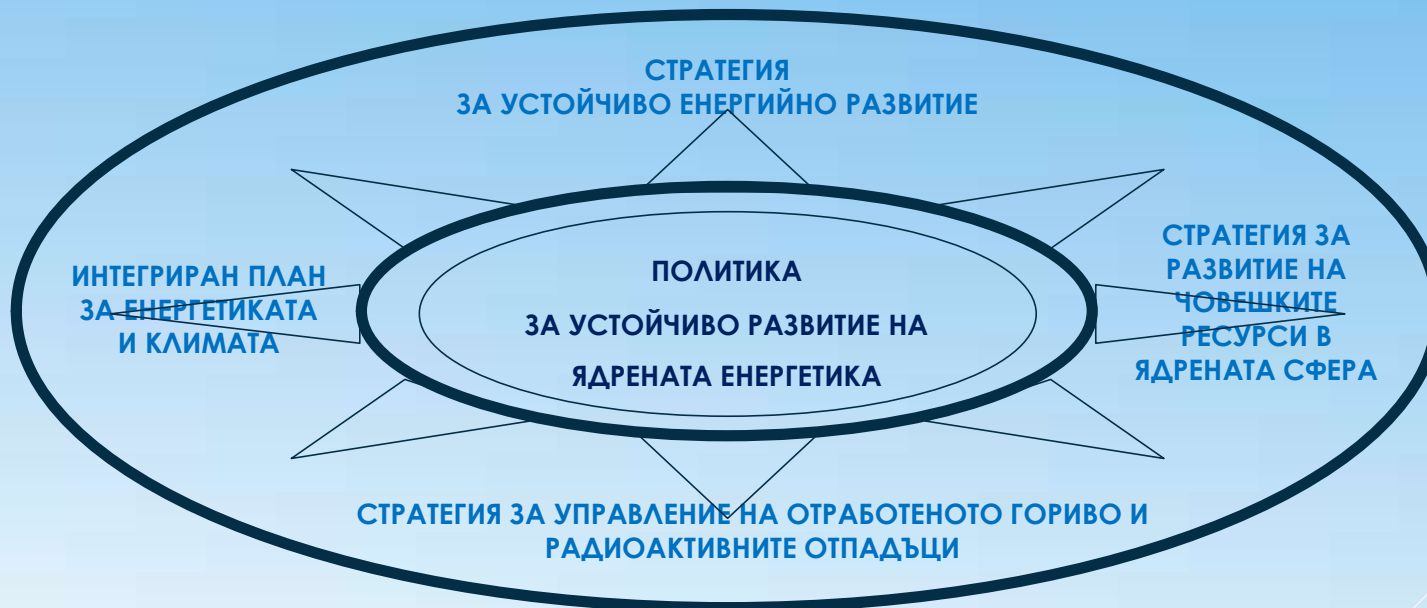 СТРАТЕГИЯ
ЗА УСТОЙЧИВО ЕНЕРГИЙНО РАЗВИТИЕ
ИНТЕГРИРАН ПЛАН
ЗА ЕНЕРГЕТИКАТА
И КЛИМАТА
ПОЛИТИКА
ЗА УСТОЙЧИВО РАЗВИТИЕ НА
ЯДРЕНАТА ЕНЕРГЕТИКА
СТРАТЕГИЯ ЗА
РАЗВИТИЕ НА
ЧОВЕШКИТЕ
РЕСУРСИ В
ЯДРЕНАТА СФЕРА
СТРАТЕГИЯ ЗА УПРАВЛЕНИЕ НА ОТРАБОТЕНОТО ГОРИВО И
РАДИОАКТИВНИТЕ ОТПАДЪЦИ